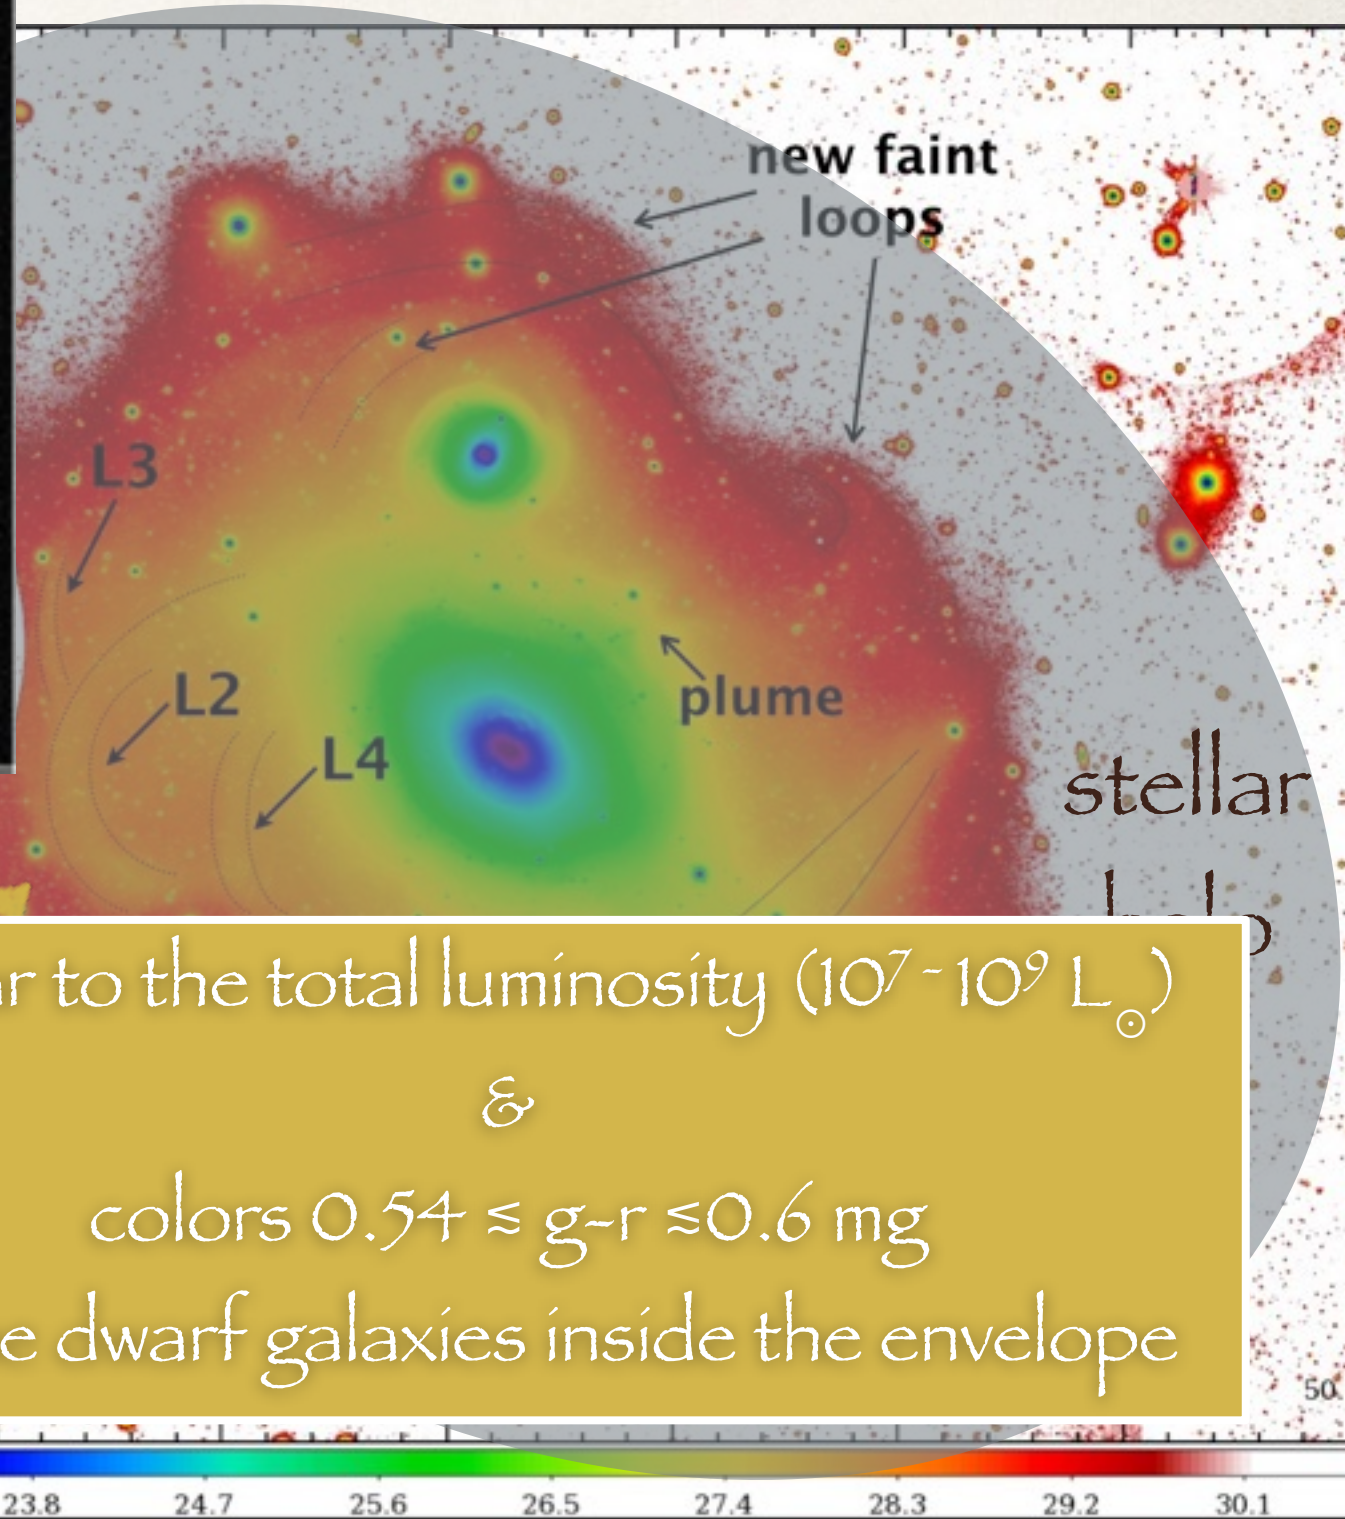 new faint
loops
L3
L2
plume
L4
stellar
r to the total luminosity (10⁷ - 10⁹ L☉)
&
colors 0.54 ≤ g-r ≤0.6 mg
e dwarf galaxies inside the envelope
50
23.8 24.7 25.6 26.5 27.4 28.3 29.2 30.1